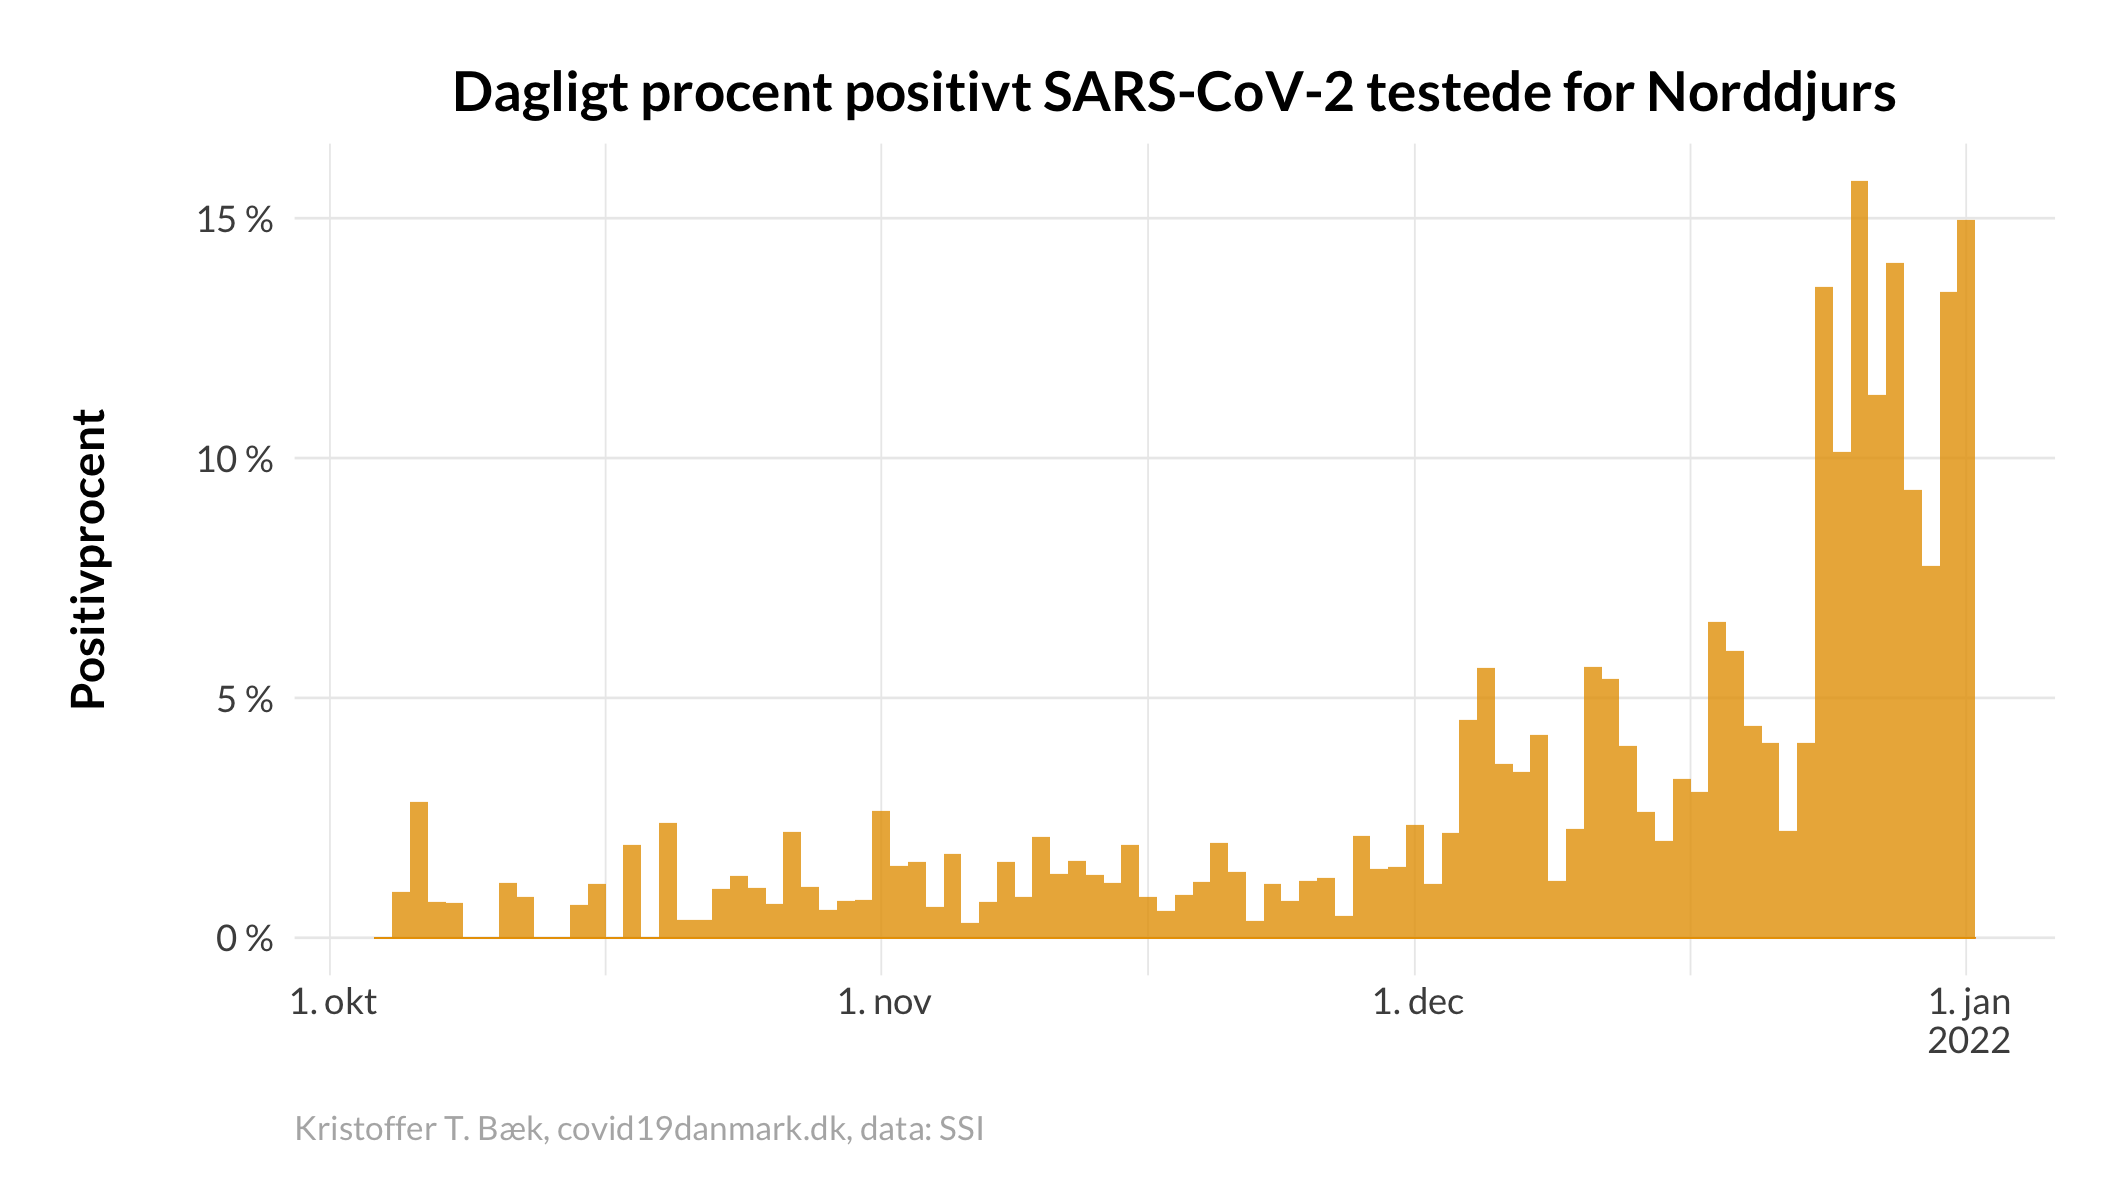 Dagligt procent positivt SARS-CoV-2 testede for Norddjurs
Positivprocent
15 %
10 %
5 %
0 %
1. okt
1. nov
1. dec
1. jan
2022
Kristoffer T. Bæk, covid19danmark.dk, data: SSI